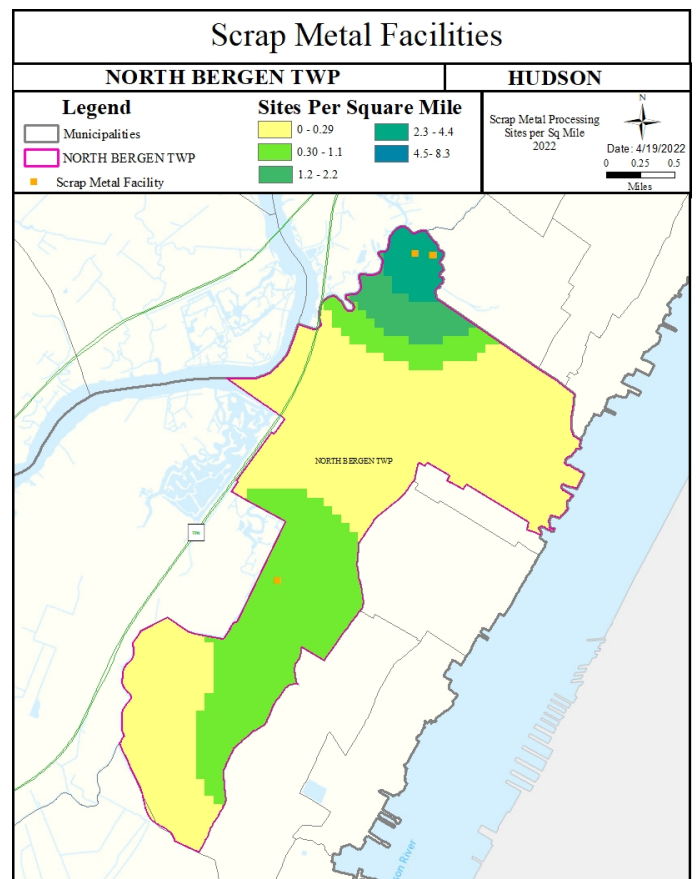 Scrap Metal Facilities
NORTH BERGEN TWP
HUDSON
Legend
Municipalities
NORTH BERGEN TWP
Scrap Metal Facility
Sites Per Square Mile
0 - 0.29
0.30 - 1.1
1.2 - 2.2
2.3 - 4.4
4.5- 8.3
Scrap Metal Processing
Sites per Sq Mile
2022
N
Date: 4/19/2022
0 0.25 0.5
Miles
NORTH BERGEN TWP
son River